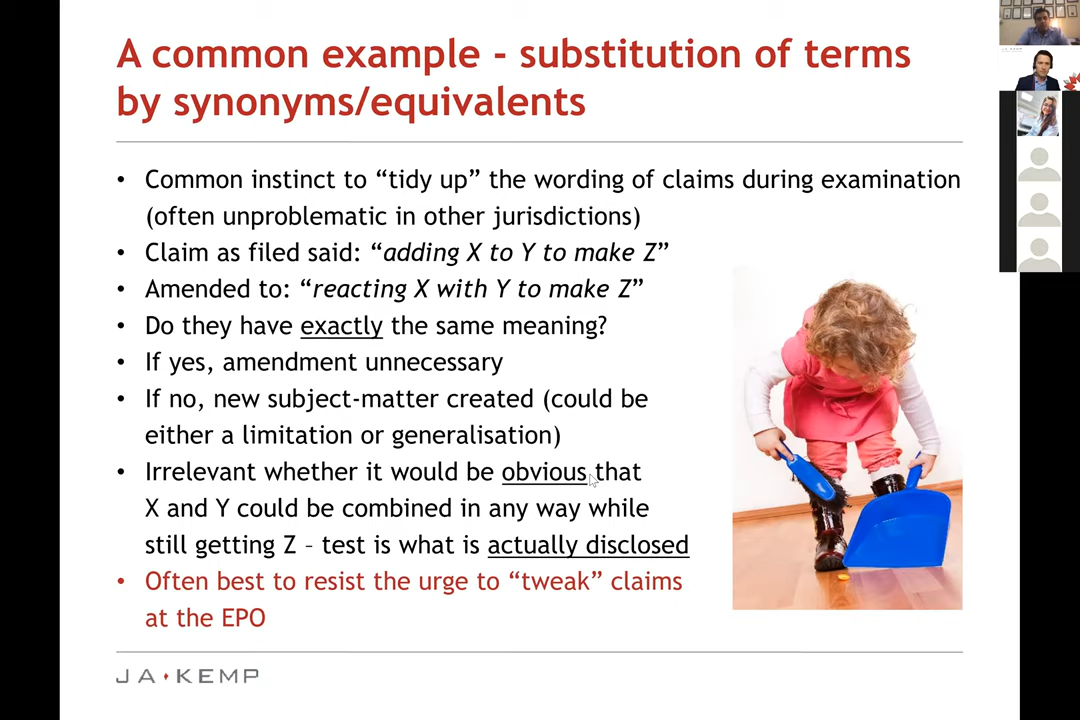 A common example - substitution of terms
by synonyms/equivalents
• Common instinct to “tidy up” the wording of claims during examination
(often unproblematic in other jurisdictions)
• Claim as filed said: “adding X to Y to make Z”
• Amended to: “reacting X with Y to make Z”
• Do they have exactly the same meaning?
• If yes, amendment unnecessary
• If no, new subject-matter created (could be
either a limitation or generalisation)
• Irrelevant whether it would be obvious that
X and Y could be combined in any way while
still getting Z – test is what is actually disclosed
• Often best to resist the urge to “tweak” claims
at the EPO
JA♦KEMP